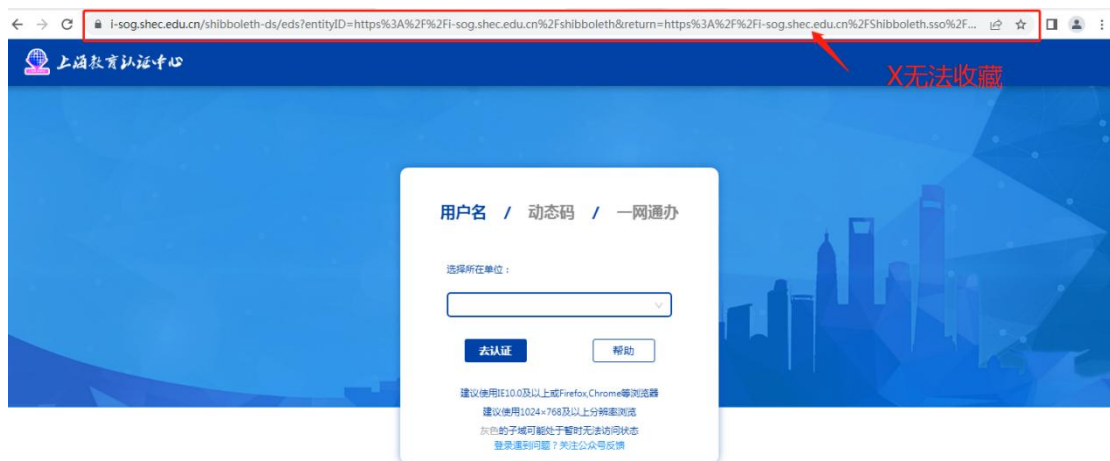 i-sog.shec.edu.cn/shibboleth-ds/eds?entityID=https%3A%2F%2Fi-sog.shec.edu.cn%2Fshibboleth&return=https%3A%2F%2Fi-sog.shec.edu.cn%2FShibboleth.sso%2F...
上海教育认证中心
X无法收藏
用户名 / 动态码 / 一网通办
选择所在单位：
去认证 帮助
建议使用IE10.0及以上或Firefox,Chrome等浏览器
建议使用1024×768及以上分辨率浏览
灰色的子域可能处于暂时无法访问状态
登录遇到问题？关注公众号反馈